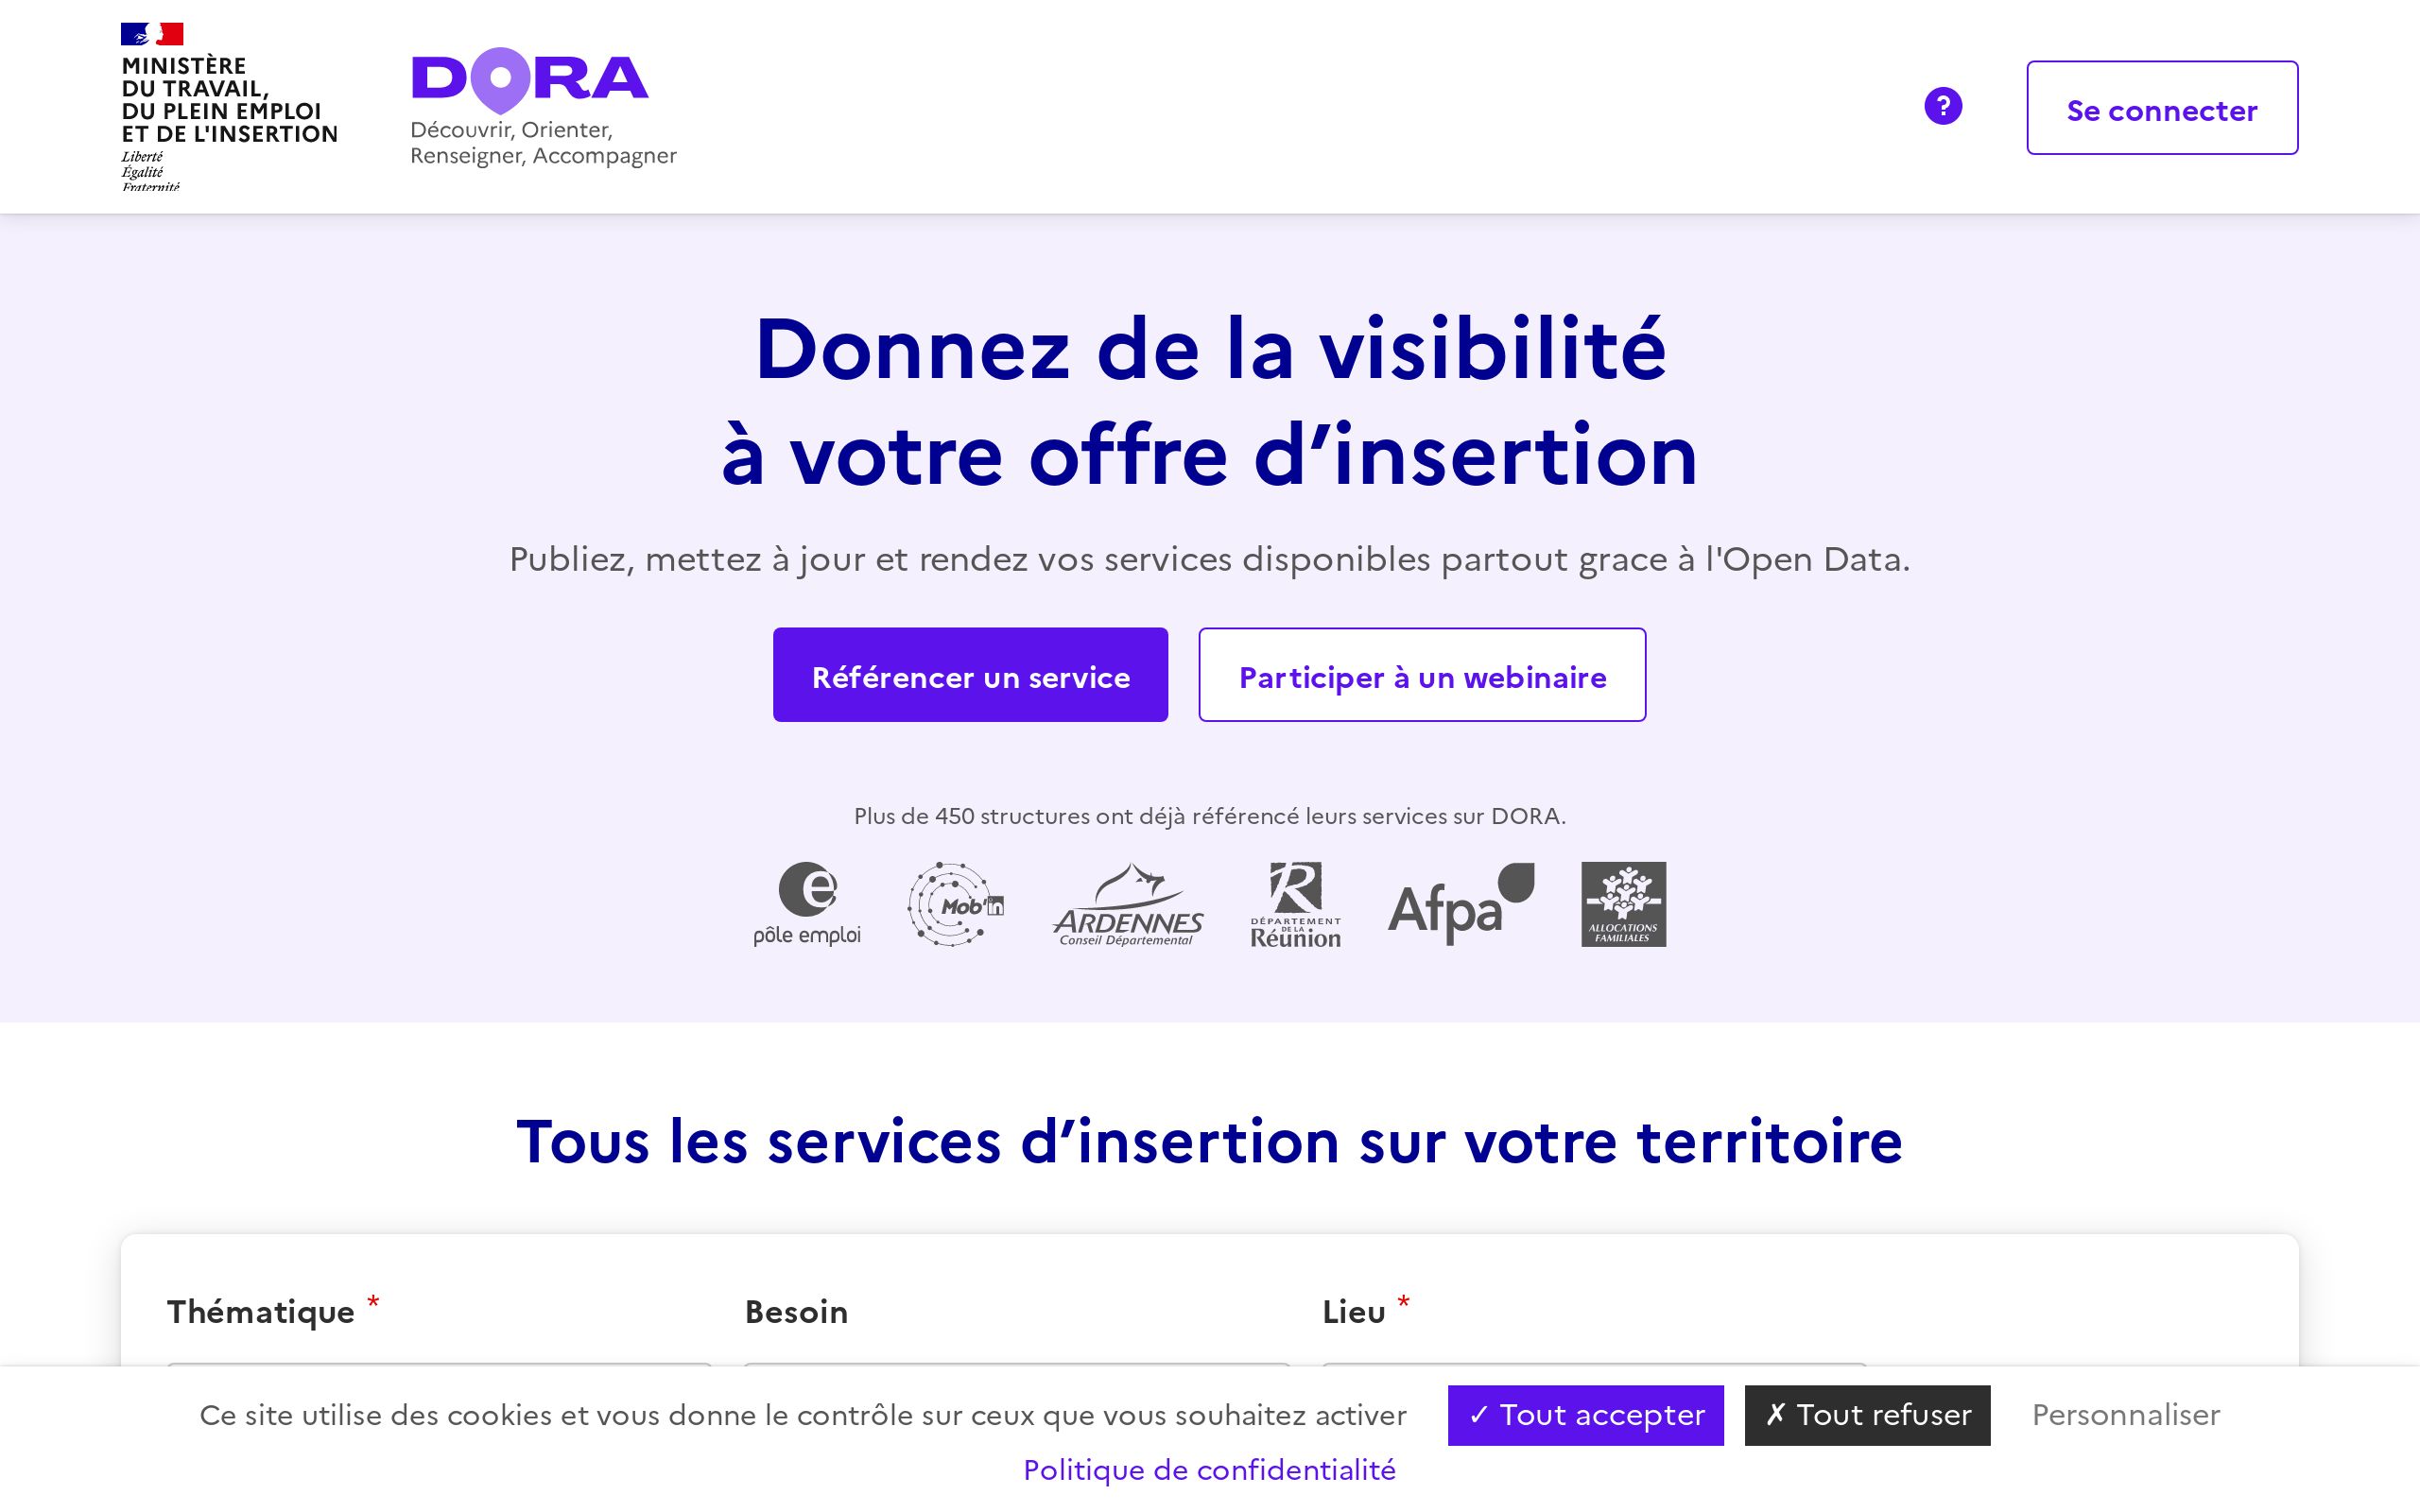 MINISTÈRE
DU TRAVAIL,
DU PLEIN EMPLOI
ET DE L'INSERTION
Liberté
Égalité
Fraternité
DORA
Découvrir, Orienter,
Renseigner, Accompagner
?
Se connecter
Donnez de la visibilité
à votre offre d’insertion
Publiez, mettez à jour et rendez vos services disponibles partout grace à l'Open Data.
Référencer un service
Participer à un webinaire
Plus de 450 structures ont déjà référencé leurs services sur DORA.
pôle emploi
Mob'in
ARDENNES
Conseil Départemental
DÉPARTEMENT
DE LA
Réunion
Afpa
ALLOCATIONS
FAMILIALES
Tous les services d’insertion sur votre territoire
Thématique *
Besoin
Lieu *
Ce site utilise des cookies et vous donne le contrôle sur ceux que vous souhaitez activer
✓ Tout accepter
✗ Tout refuser
Personnaliser
Politique de confidentialité